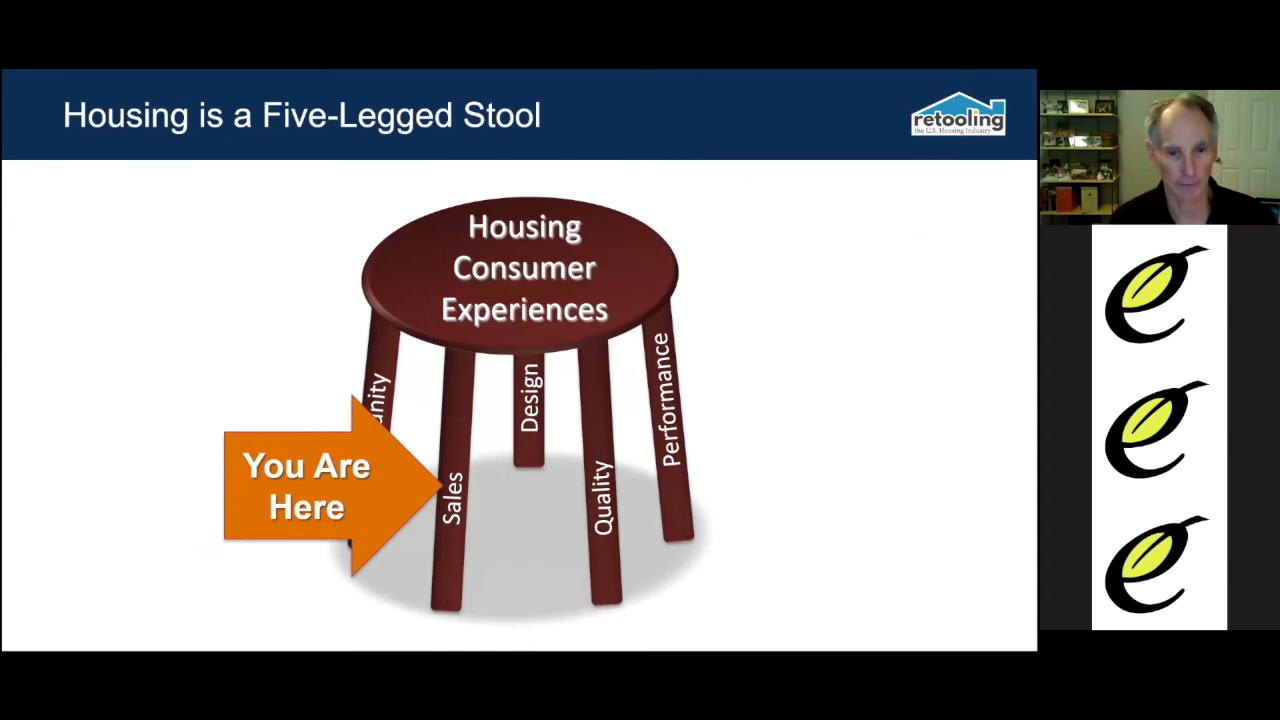 Housing is a Five-Legged Stool
retooling
the U.S. Housing Industry
Housing
Consumer
Experiences
You Are
Here
Sales
Design
Quality
Performance